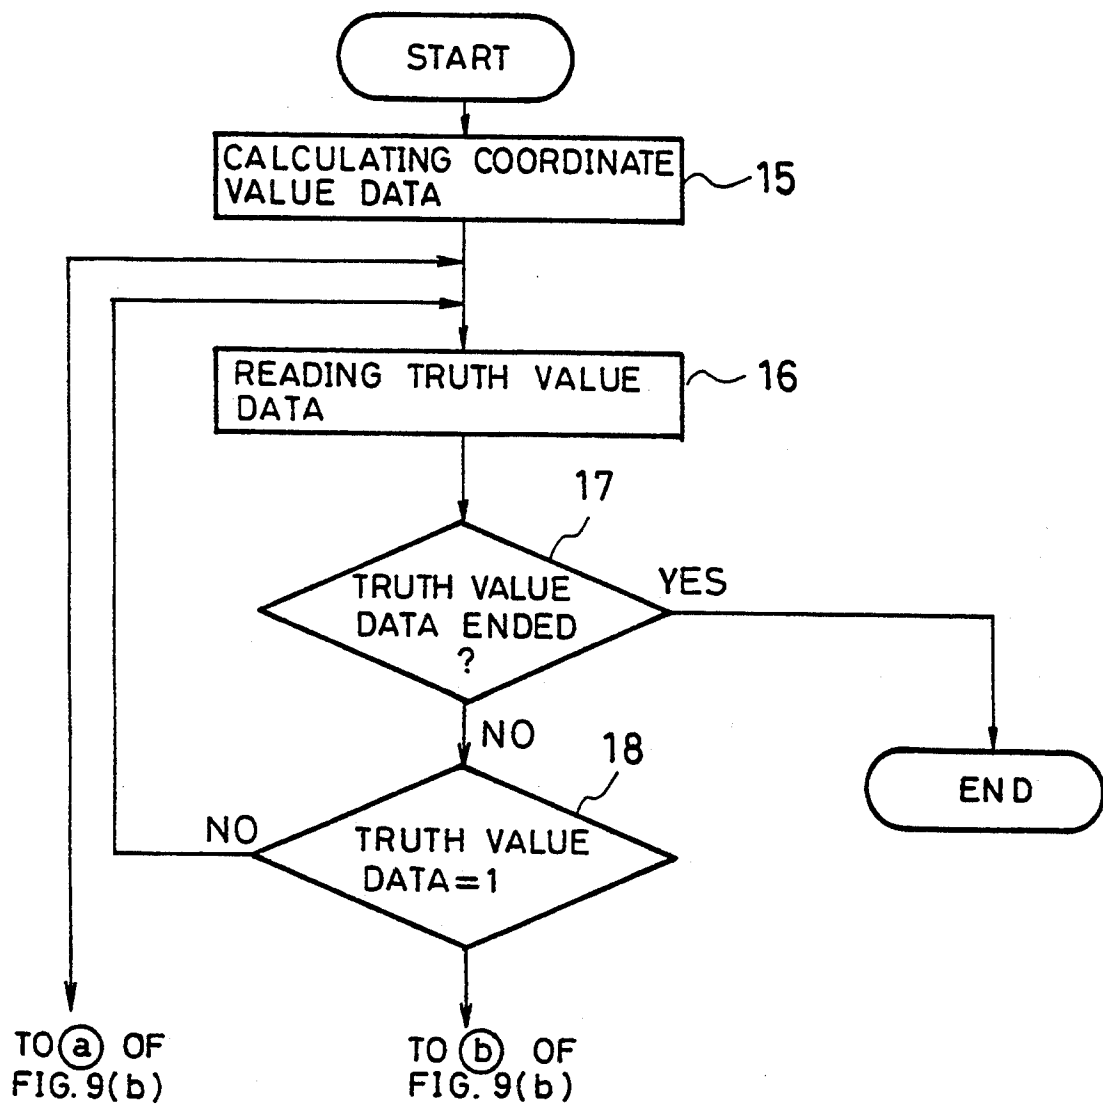 START
CALCULATING COORDINATE
VALUE DATA
15
READING TRUTH VALUE
DATA
16
17
TRUTH VALUE
DATA ENDED
?
YES
NO
18
END
NO
TRUTH VALUE
DATA=1
TO a OF
FIG. 9(b)
TO b OF
FIG. 9(b)